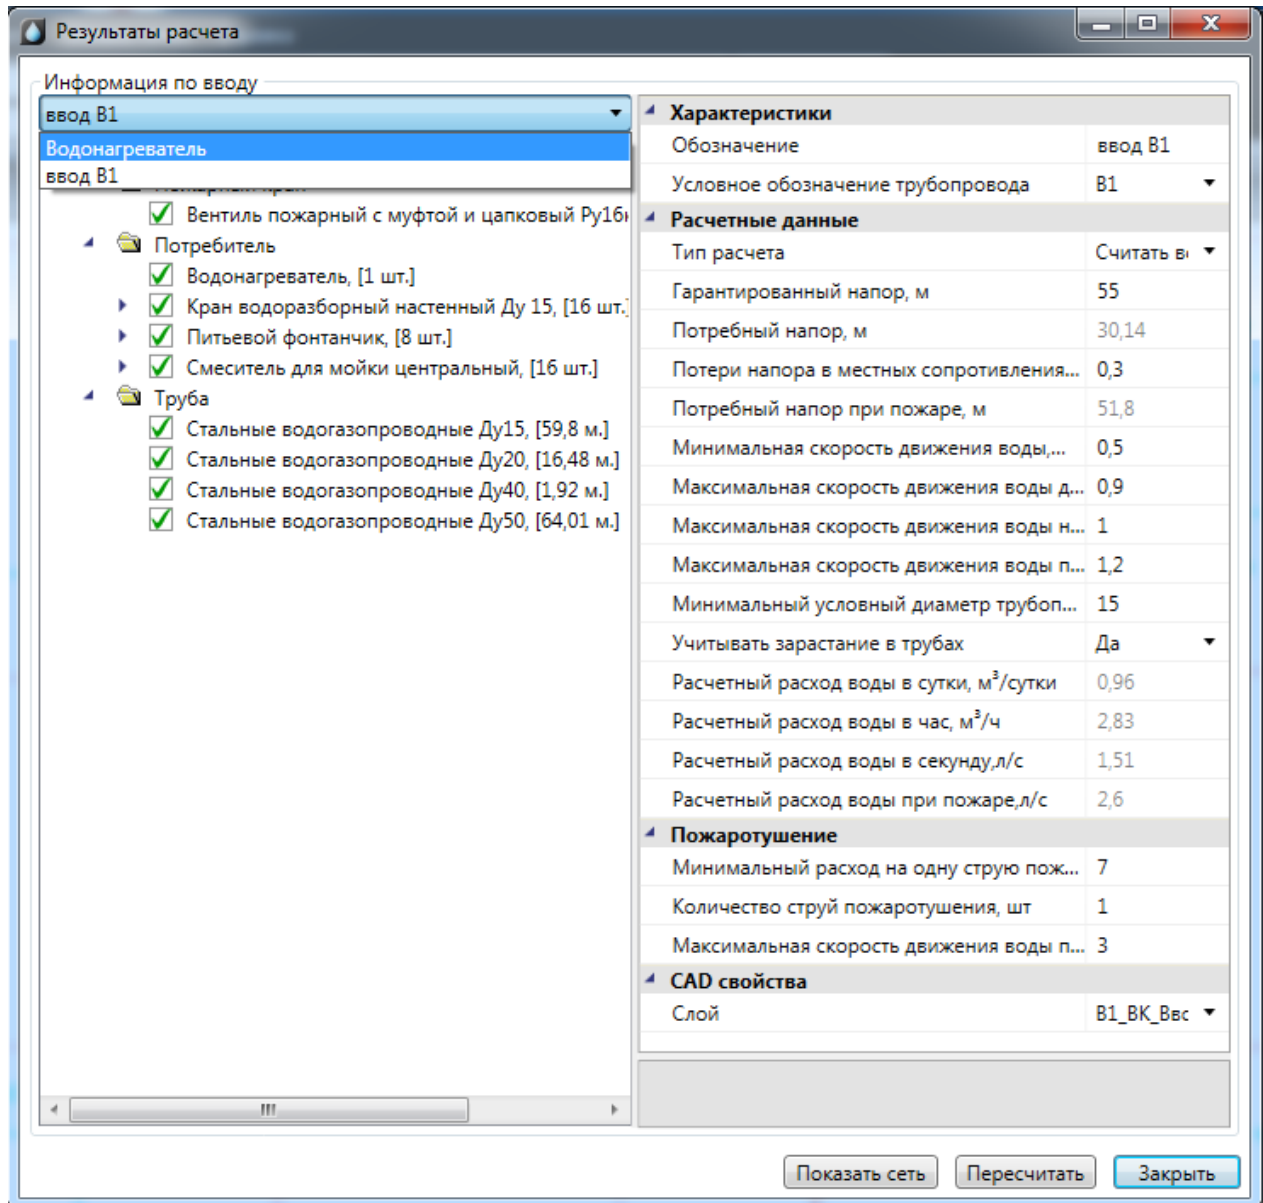 Результаты расчета
Информация по вводу
ввод В1
Водонагреватель
ввод В1
Вентиль пожарный с муфтой и цапковый Ру16
Потребитель
Водонагреватель, [1 шт.]
Кран водоразборный настенный Ду 15, [16 шт.]
Питьевой фонтанчик, [8 шт.]
Смеситель для мойки центральный, [16 шт.]
Труба
Стальные водогазопроводные Ду15, [59,8 м.]
Стальные водогазопроводные Ду20, [16,48 м.]
Стальные водогазопроводные Ду40, [1,92 м.]
Стальные водогазопроводные Ду50, [64,01 м.]
Характеристики
Обозначение ввод В1
Условное обозначение трубопровода В1
Расчетные данные
Тип расчета Считать в
Гарантированный напор, м 55
Потребный напор, м 30,14
Потери напора в местных сопротивления... 0,3
Потребный напор при пожаре, м 51,8
Минимальная скорость движения воды,... 0,5
Максимальная скорость движения воды д... 0,9
Максимальная скорость движения воды н... 1
Максимальная скорость движения воды п... 1,2
Минимальный условный диаметр трубоп... 15
Учитывать зарастание в трубах Да
Расчетный расход воды в сутки, м³/сутки 0,96
Расчетный расход воды в час, м³/ч 2,83
Расчетный расход воды в секунду,л/с 1,51
Расчетный расход воды при пожаре,л/с 2,6
Пожаротушение
Минимальный расход на одну струю пож... 7
Количество струй пожаротушения, шт 1
Максимальная скорость движения воды п... 3
CAD свойства
Слой В1_ВК_Ввс
Показать сеть Пересчитать Закрыть